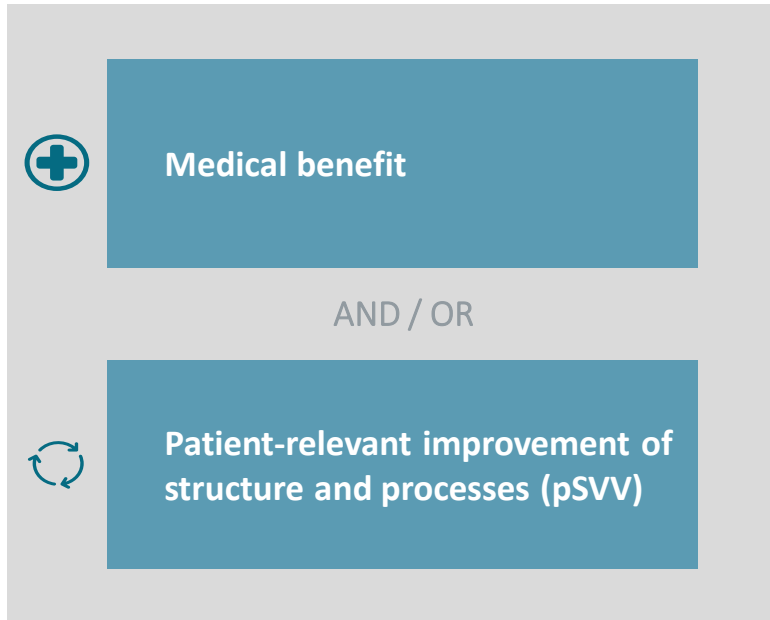 Medical benefit
AND / OR
Patient-relevant improvement of
structure and processes (pSVV)